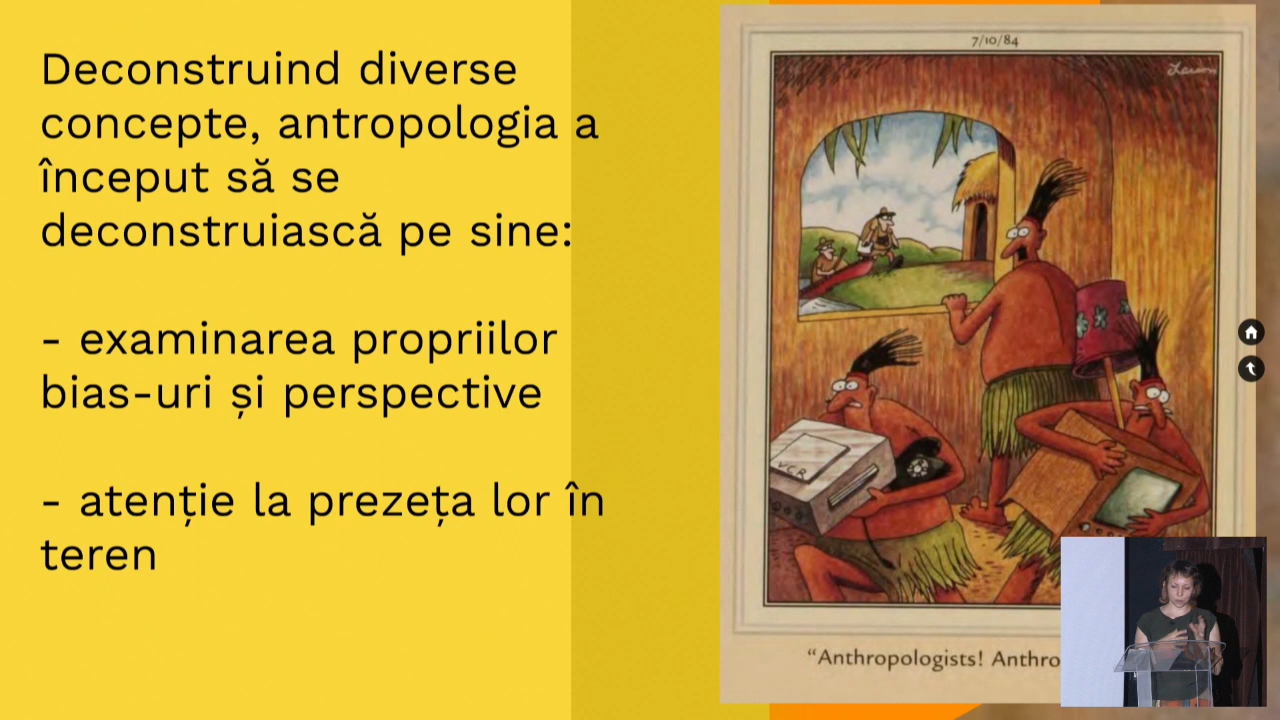 Deconstruind diverse
concepte, antropologia a
început să se
deconstruiască pe sine:
- examinarea propriilor
bias-uri și perspective
- atenție la prezeța lor în
teren
7/10/84
Larson
VCR
“Anthropologists! Anthro